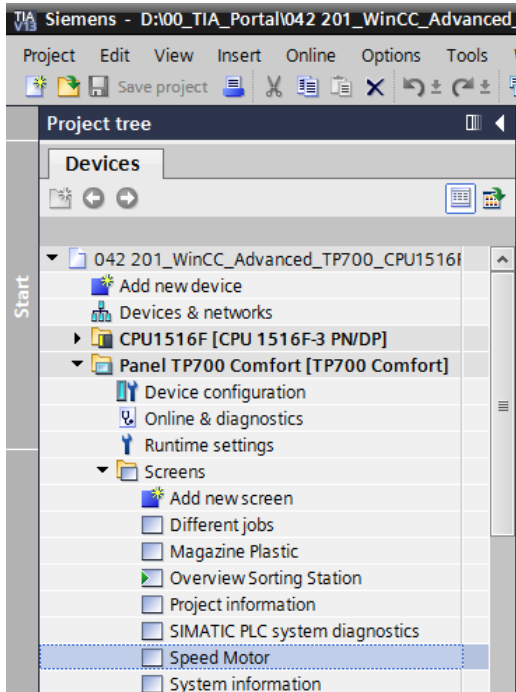 TIA V13 Siemens - D:\00_TIA_Portal\042 201_WinCC_Advanced_
Project Edit View Insert Online Options Tools
Save project
Project tree
Devices
Start
042 201_WinCC_Advanced_TP700_CPU1516F
Add new device
Devices & networks
CPU1516F [CPU 1516F-3 PN/DP]
Panel TP700 Comfort [TP700 Comfort]
Device configuration
Online & diagnostics
Runtime settings
Screens
Add new screen
Different jobs
Magazine Plastic
Overview Sorting Station
Project information
SIMATIC PLC system diagnostics
Speed Motor
System information